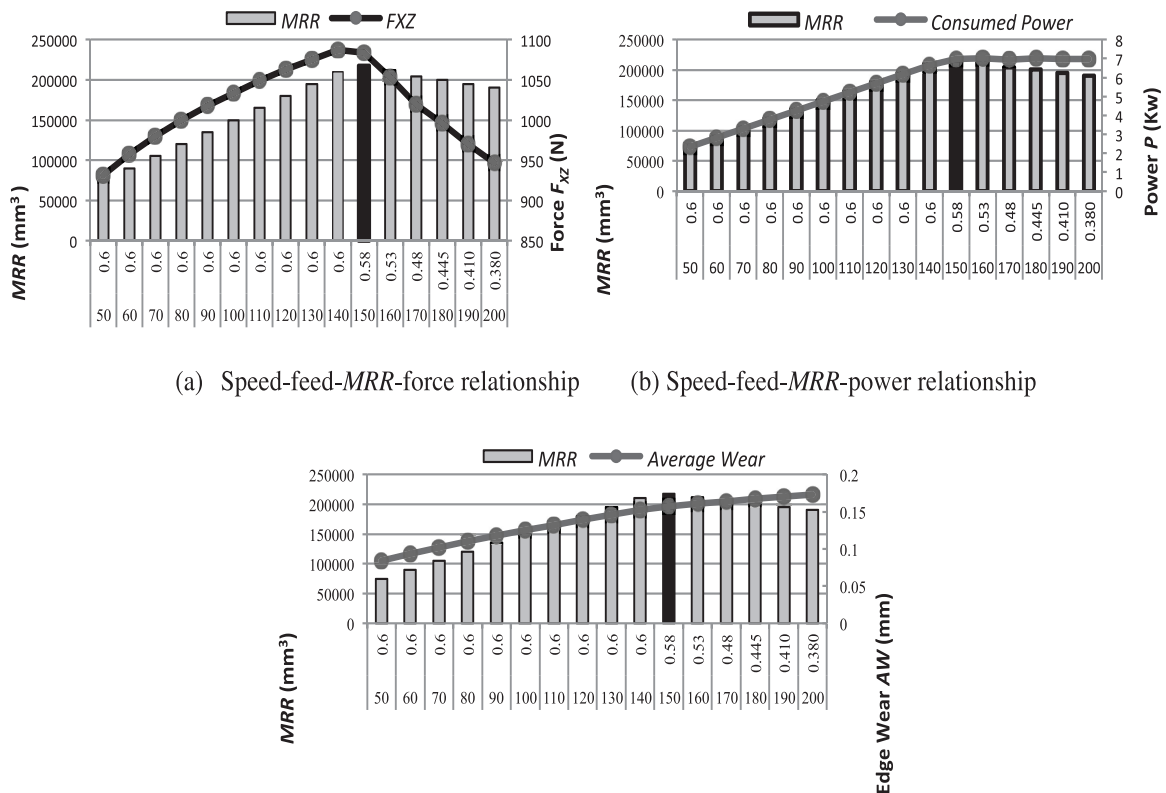 MRR FXZ
250000
200000
150000
100000
50000
0
1100
1050
1000
950
900
850
MRR (mm³)
Force FXZ (N)
0.6 0.6 0.6 0.6 0.6 0.6 0.6 0.6 0.6 0.6 0.58 0.53 0.48 0.445 0.410 0.380
50 60 70 80 90 100 110 120 130 140 150 160 170 180 190 200
(a) Speed-feed-MRR-force relationship
MRR Consumed Power
250000
200000
150000
100000
50000
0
8
7
6
5
4
3
2
1
0
MRR (mm³)
Power P (Kw)
0.6 0.6 0.6 0.6 0.6 0.6 0.6 0.6 0.6 0.6 0.58 0.53 0.48 0.445 0.410 0.380
50 60 70 80 90 100 110 120 130 140 150 160 170 180 190 200
(b) Speed-feed-MRR-power relationship
MRR Average Wear
250000
200000
150000
100000
50000
0
0.2
0.15
0.1
0.05
0
MRR (mm³)
Edge Wear AW (mm)
0.6 0.6 0.6 0.6 0.6 0.6 0.6 0.6 0.6 0.6 0.58 0.53 0.48 0.445 0.410 0.380
50 60 70 80 90 100 110 120 130 140 150 160 170 180 190 200